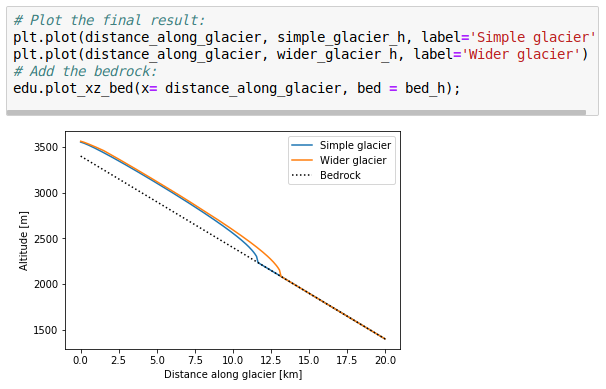 # Plot the final result:
plt.plot(distance_along_glacier, simple_glacier_h, label='Simple glacier'
plt.plot(distance_along_glacier, wider_glacier_h, label='Wider glacier')
# Add the bedrock:
edu.plot_xz_bed(x= distance_along_glacier, bed = bed_h);
Simple glacier
Wider glacier
Bedrock
Altitude [m]
3500
3000
2500
2000
1500
0.0 2.5 5.0 7.5 10.0 12.5 15.0 17.5 20.0
Distance along glacier [km]